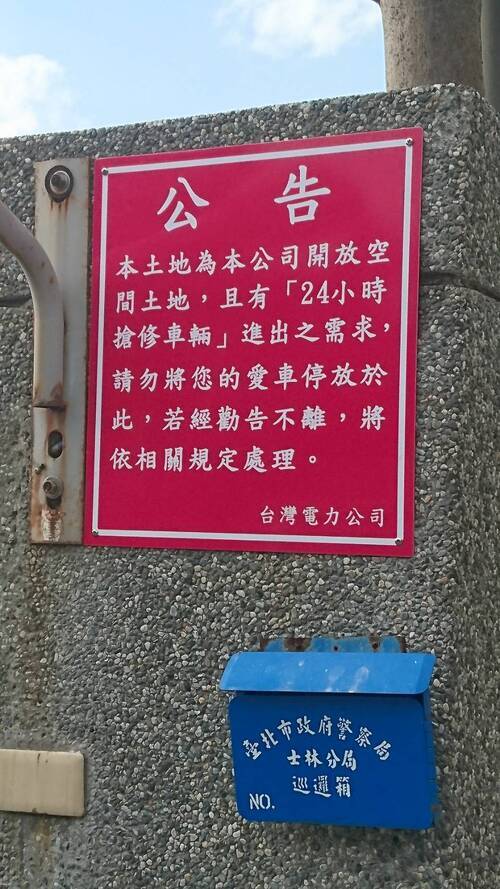 公告
本土地為本公司開放空
間土地，且有「24小時
搶修車輛」進出之需求，
請勿將您的愛車停放於
此，若經勸告不離，將
依相關規定處理。
台灣電力公司
臺北市政府警察局
士林分局
巡邏箱
NO.